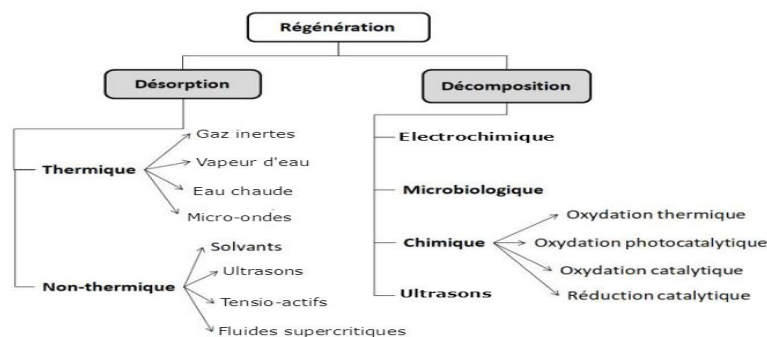 Régénération
Désorption
Décomposition
Thermique
Gaz inertes
Vapeur d'eau
Eau chaude
Micro-ondes
Non-thermique
Solvants
Ultrasons
Tensio-actifs
Fluides supercritiques
Electrochimique
Microbiologique
Chimique
Oxydation thermique
Oxydation photocatalytique
Oxydation catalytique
Réduction catalytique
Ultrasons